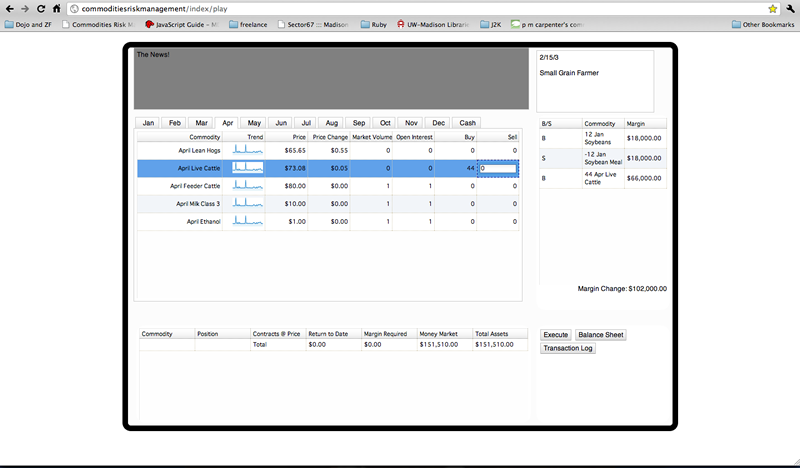 commoditiesriskmanagement/index/play
Dojo and ZF Commodities Risk M JavaScript Guide – M freelance Sector67 ::: Madison Ruby UW-Madison Librarie J2K p m carpenter's com Other Bookmarks
The News!
2/15/3
Small Grain Farmer
Jan Feb Mar Apr May Jun Jul Aug Sep Oct Nov Dec Cash
Commodity Trend Price Price Change Market Volume Open Interest Buy Sell
April Lean Hogs $65.65 $0.55 0 0 0 0
April Live Cattle $73.08 $0.05 0 0 44 0
April Feeder Cattle $80.00 $0.00 1 1 0 0
April Milk Class 3 $10.00 $0.00 1 1 0 0
April Ethanol $1.00 $0.00 1 1 0 0
B/S Commodity Margin
B 12 Jan Soybeans $18,000.00
S -12 Jan Soybean Meal $18,000.00
B 44 Apr Live Cattle $66,000.00
Margin Change: $102,000.00
Commodity Position Contracts @ Price Return to Date Margin Required Money Market Total Assets
Total $0.00 $0.00 $151,510.00 $151,510.00
Execute Balance Sheet
Transaction Log